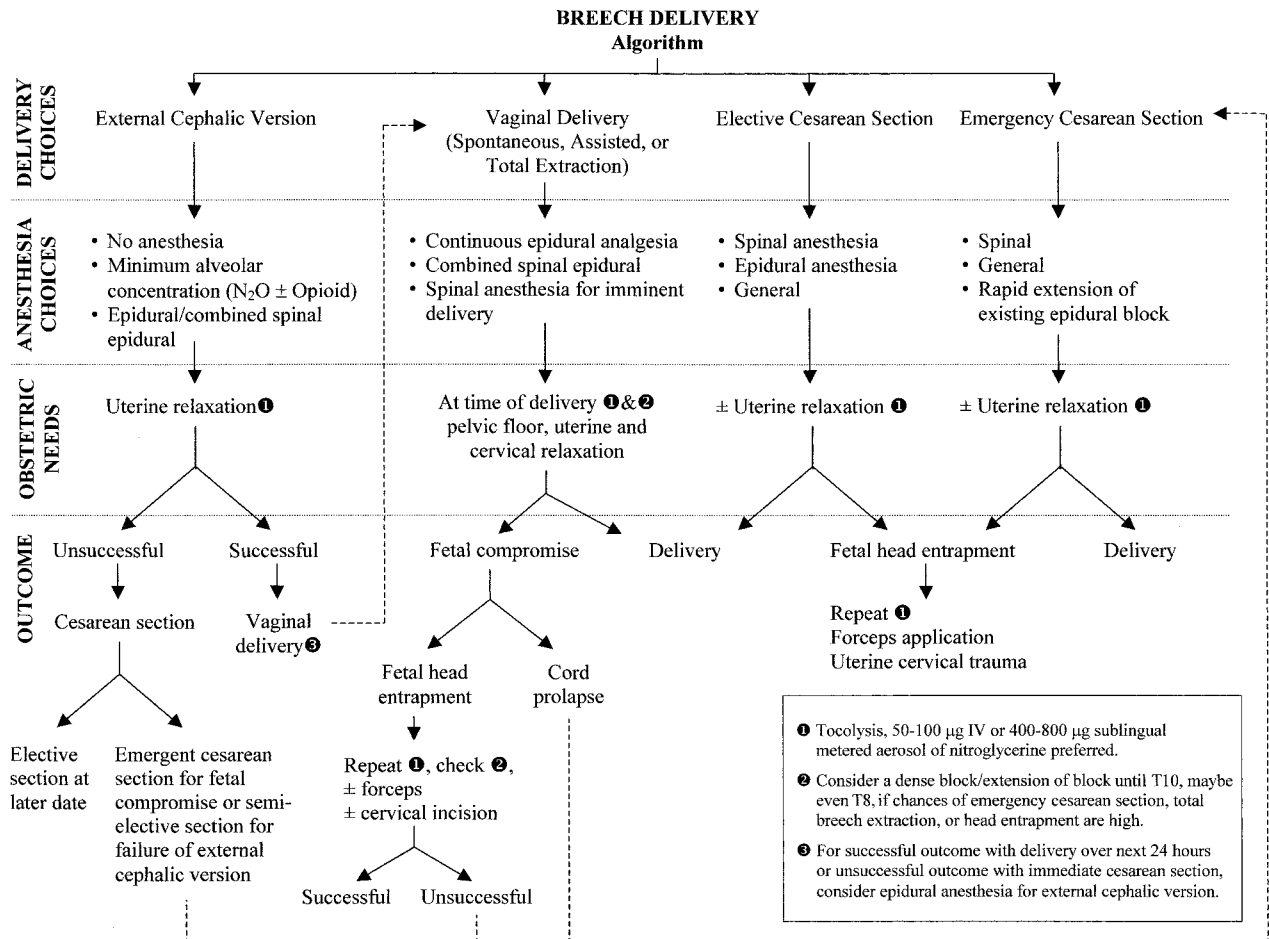 BREECH DELIVERY
Algorithm
DELIVERY
CHOICES
External Cephalic Version
Vaginal Delivery
(Spontaneous, Assisted, or
Total Extraction)
Elective Cesarean Section
Emergency Cesarean Section
ANESTHESIA
CHOICES
• No anesthesia
• Minimum alveolar
concentration (N₂O ± Opioid)
• Epidural/combined spinal
epidural
• Continuous epidural analgesia
• Combined spinal epidural
• Spinal anesthesia for imminent
delivery
• Spinal anesthesia
• Epidural anesthesia
• General
• Spinal
• General
• Rapid extension of
existing epidural block
OBSTETRIC
NEEDS
Uterine relaxation❶
At time of delivery ❶&❷
pelvic floor, uterine and
cervical relaxation
± Uterine relaxation ❶
± Uterine relaxation ❶
OUTCOME
Unsuccessful
Successful
Fetal compromise
Delivery
Fetal head entrapment
Delivery
Cesarean section
Vaginal
delivery❸
Repeat ❶
Forceps application
Uterine cervical trauma
Fetal head
entrapment
Cord
prolapse
Elective
section at
later date
Emergent cesarean
section for fetal
compromise or semi-
elective section for
failure of external
cephalic version
Repeat ❶, check ❷,
± forceps
± cervical incision
Successful
Unsuccessful
❶ Tocolysis, 50-100 µg IV or 400-800 µg sublingual
metered aerosol of nitroglycerine preferred.
❷ Consider a dense block/extension of block until T10, maybe
even T8, if chances of emergency cesarean section, total
breech extraction, or head entrapment are high.
❸ For successful outcome with delivery over next 24 hours
or unsuccessful outcome with immediate cesarean section,
consider epidural anesthesia for external cephalic version.